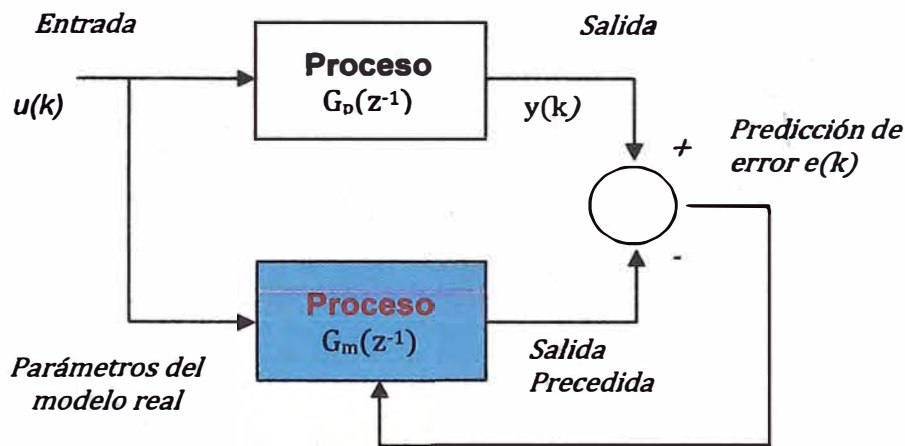 Entrada
Salida
Proceso
Gp(z⁻¹)
u(k)
y(k)
+
Predicción de
error e(k)
-
Proceso
Gm(z⁻¹)
Salida
Precedida
Parámetros del
modelo real